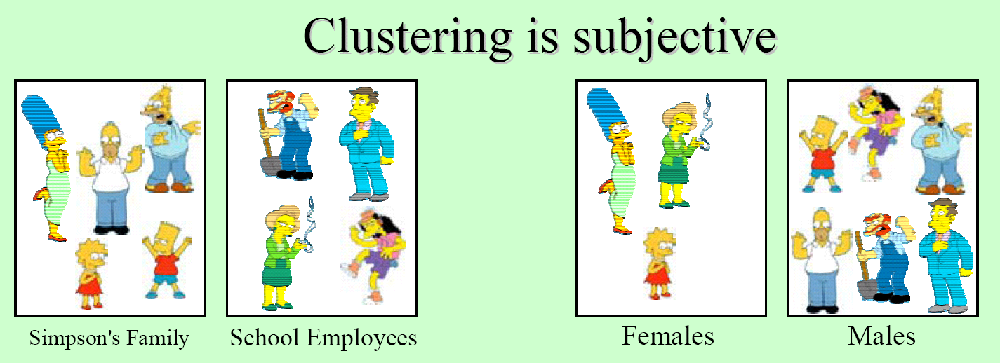 Clustering is subjective
Simpson's Family
School Employees
Females
Males